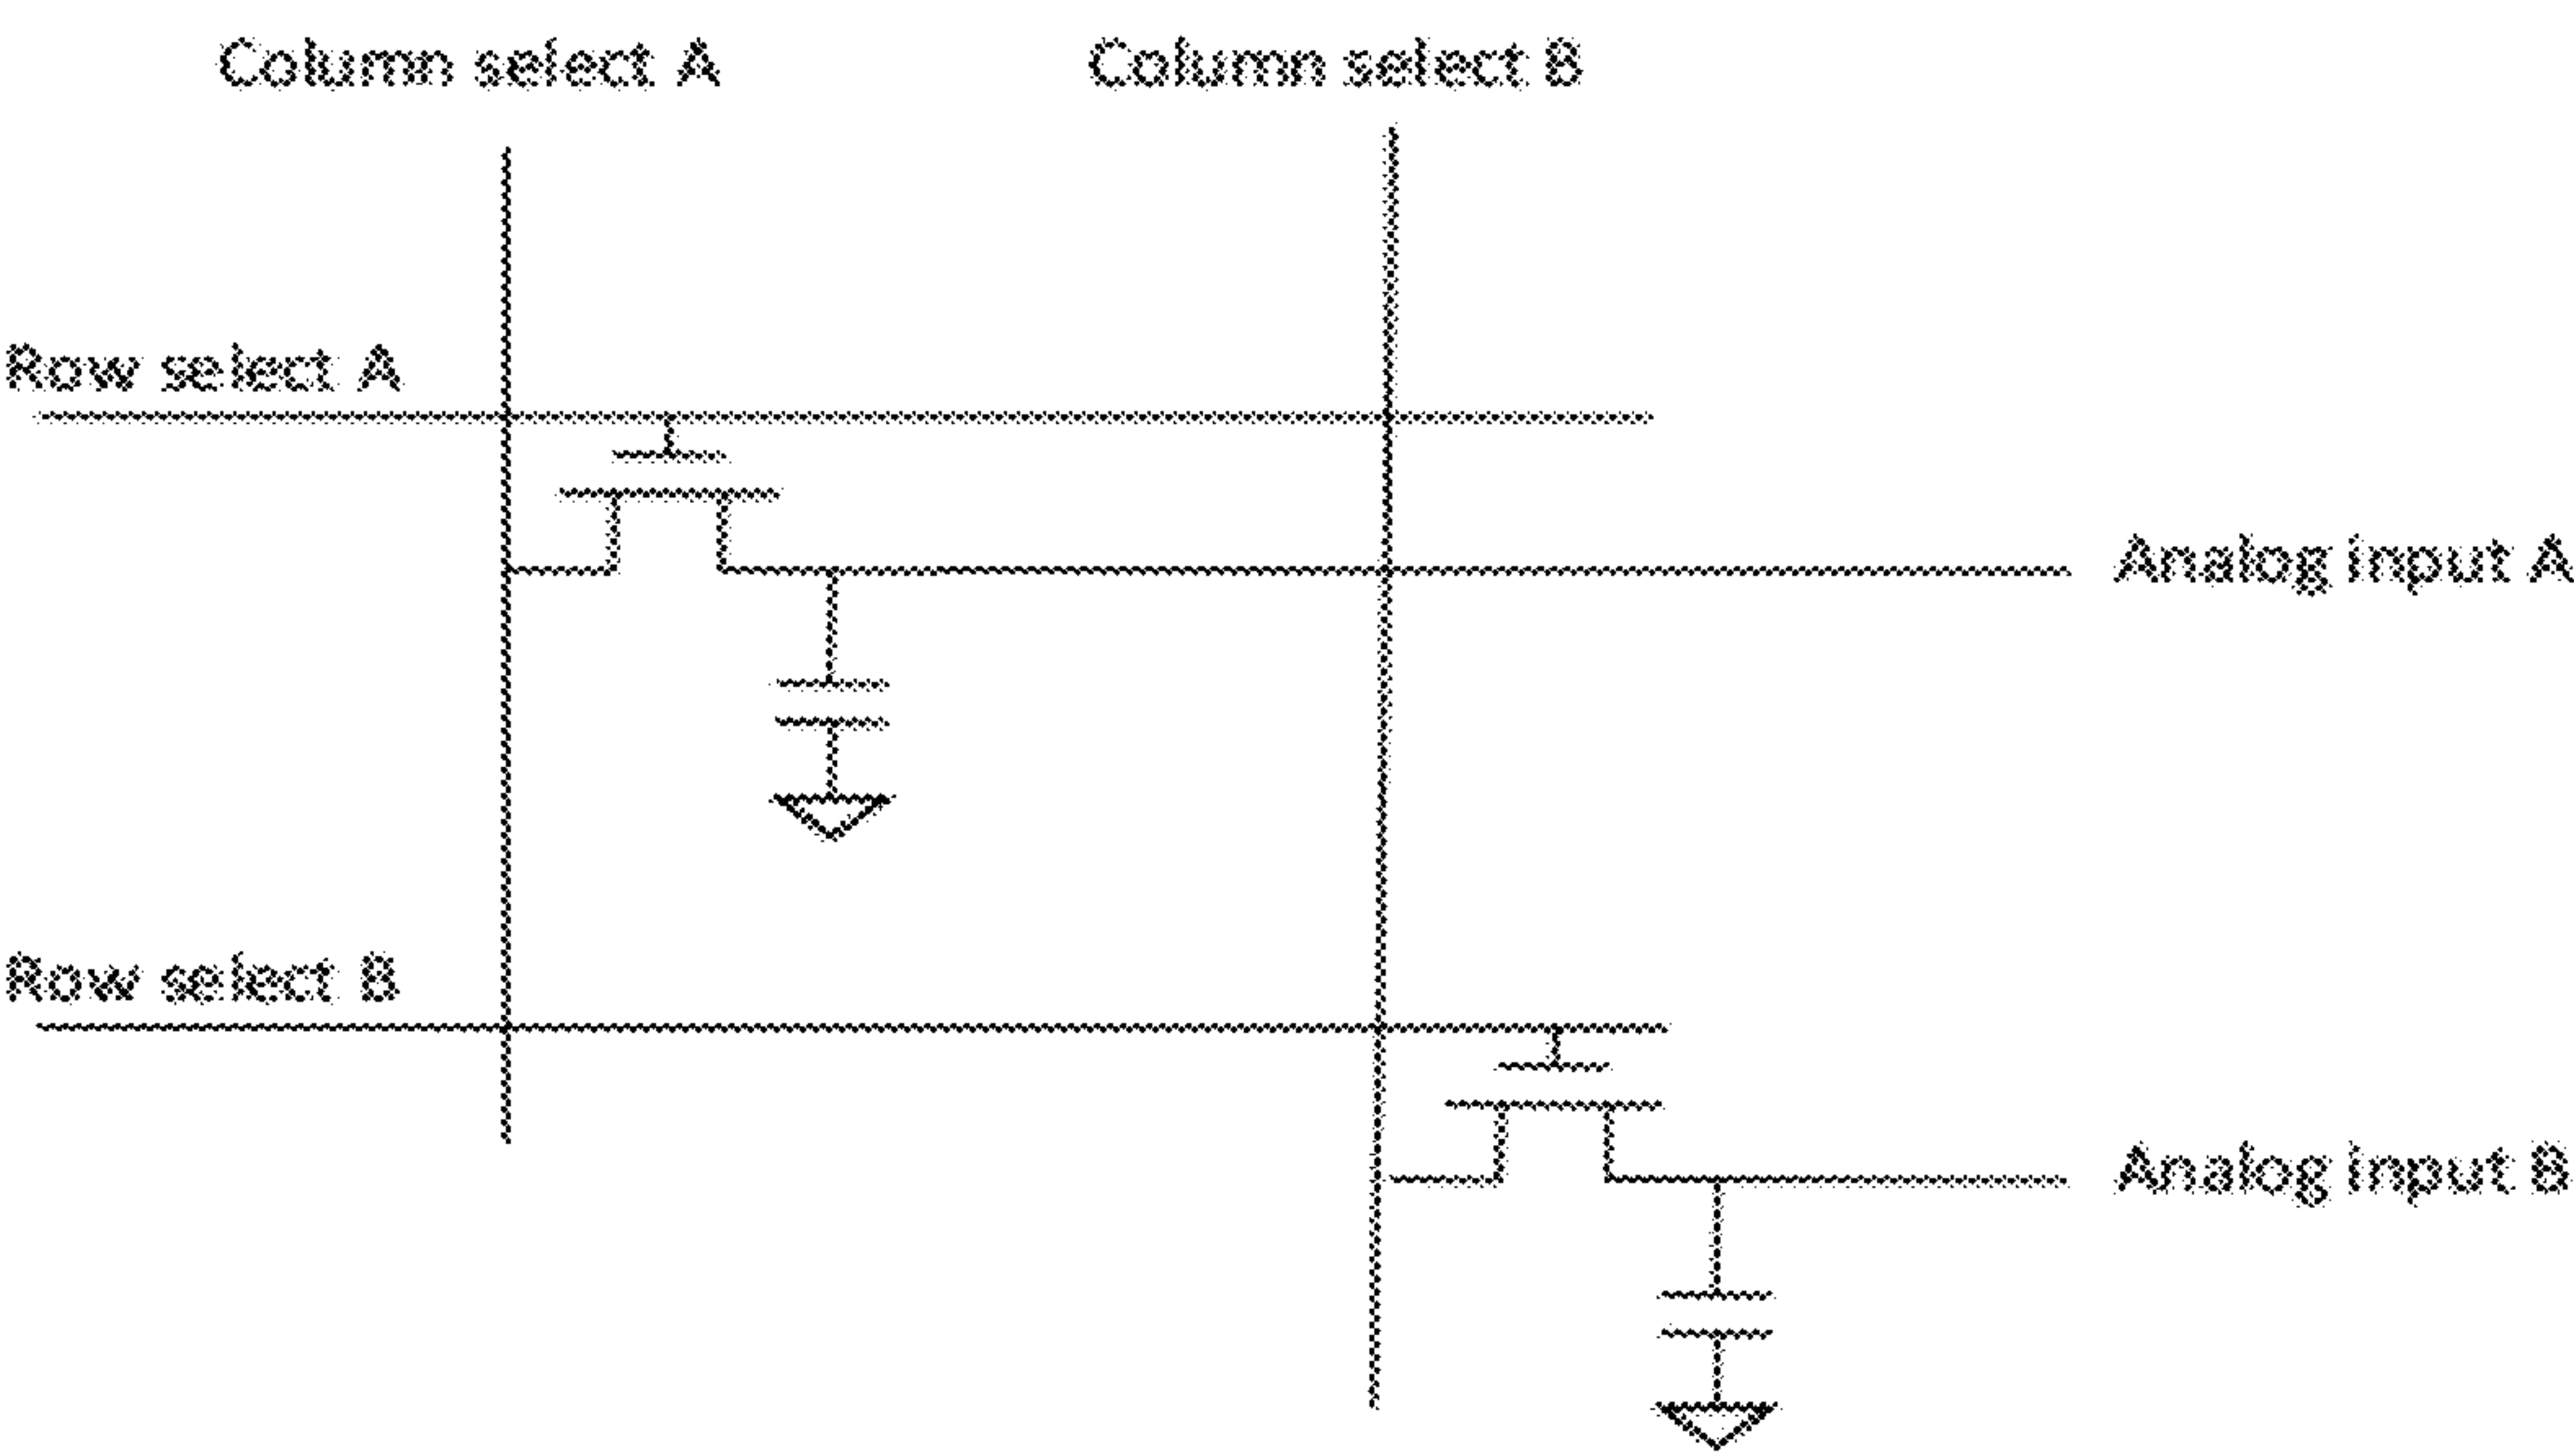 Column select A
Column select B
Row select A
Analog input A
Row select B
Analog input B